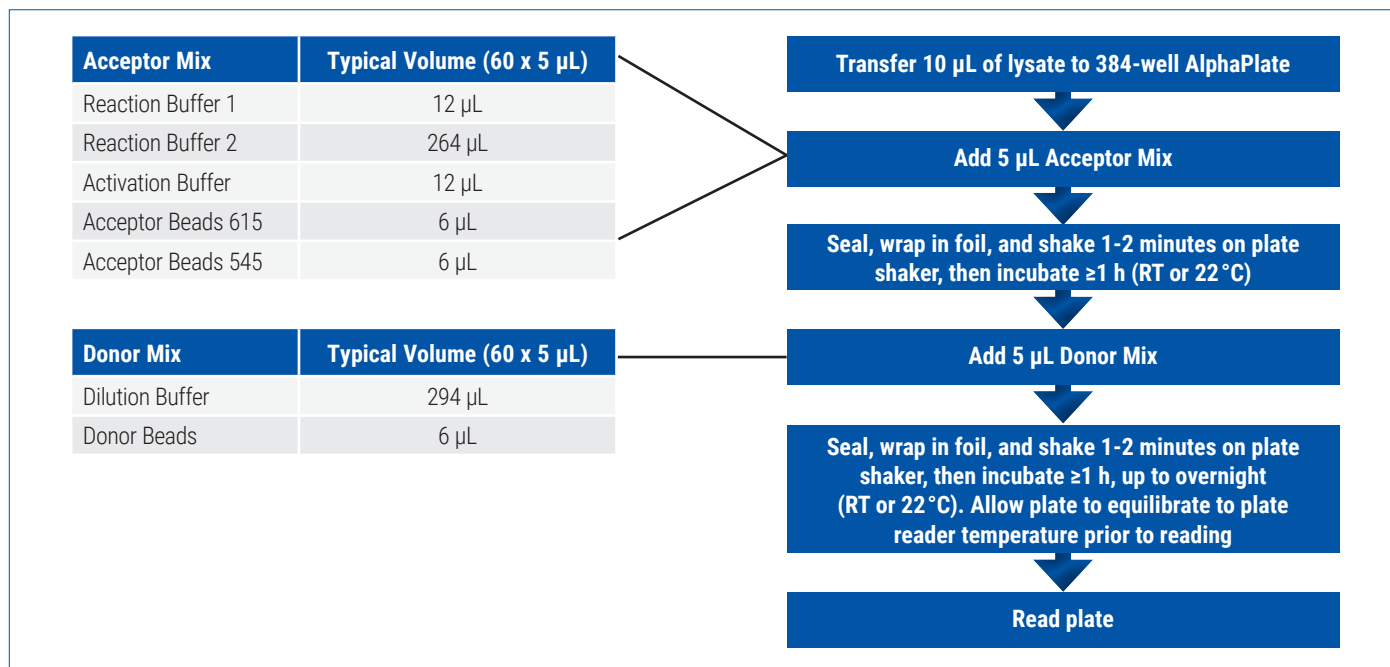 Acceptor Mix Typical Volume (60 x 5 µL)
Reaction Buffer 1 12 µL
Reaction Buffer 2 264 µL
Activation Buffer 12 µL
Acceptor Beads 615 6 µL
Acceptor Beads 545 6 µL
Donor Mix Typical Volume (60 x 5 µL)
Dilution Buffer 294 µL
Donor Beads 6 µL
Transfer 10 µL of lysate to 384-well AlphaPlate
Add 5 µL Acceptor Mix
Seal, wrap in foil, and shake 1-2 minutes on plate
shaker, then incubate ≥1 h (RT or 22 °C)
Add 5 µL Donor Mix
Seal, wrap in foil, and shake 1-2 minutes on plate
shaker, then incubate ≥1 h, up to overnight
(RT or 22 °C). Allow plate to equilibrate to plate
reader temperature prior to reading
Read plate